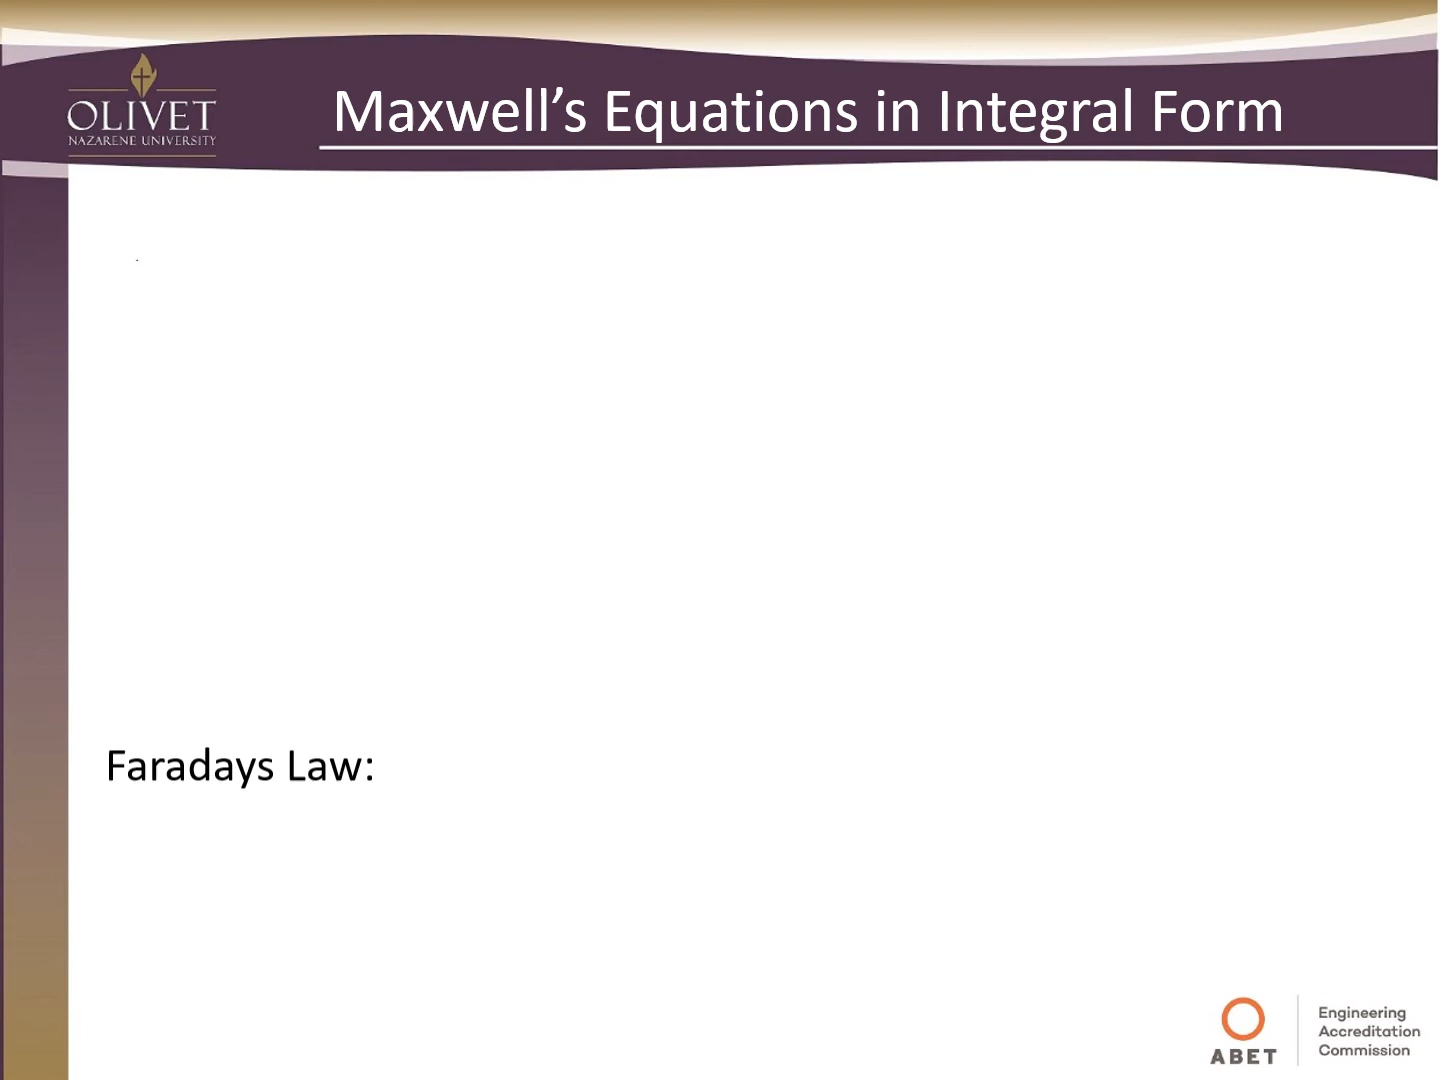 OLIVET
NAZARENE UNIVERSITY
Maxwell’s Equations in Integral Form
.
Faradays Law:
ABET
Engineering
Accreditation
Commission